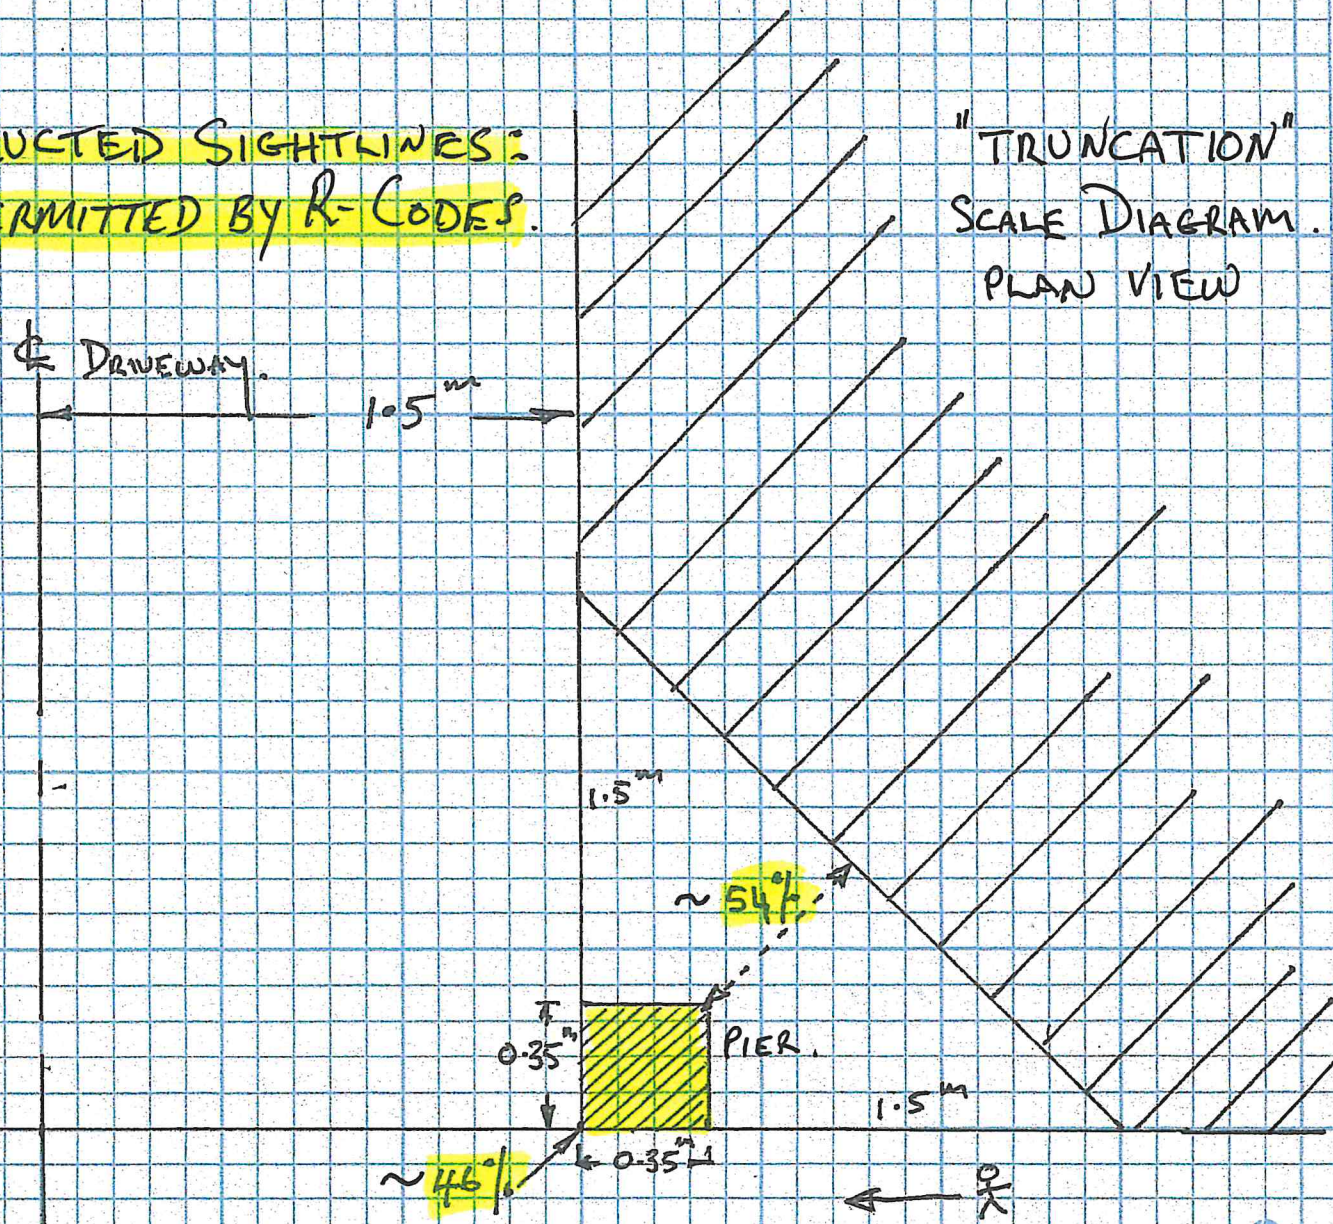 UCTED SIGHTLINES:
RMITTED BY R-CODES.
"TRUNCATION"
SCALE DIAGRAM.
PLAN VIEW
℄ DRIVEWAY.
1.5m
1.5m
~ 54%
0.35m
PIER.
1.5m
0.35m
~ 46%